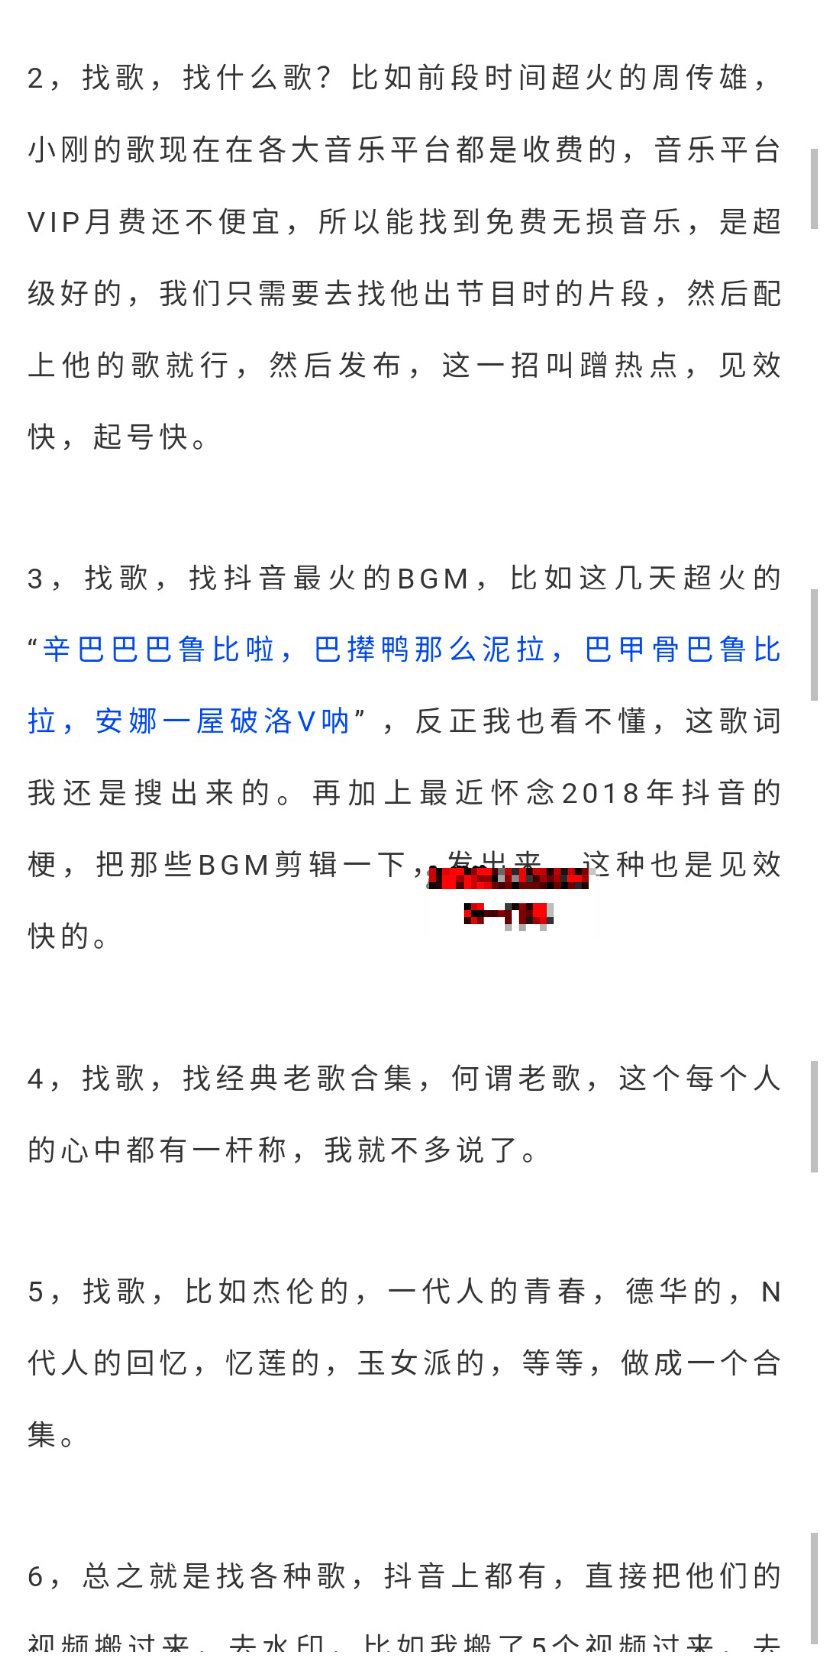 2，找歌，找什么歌？比如前段时间超火的周传雄，
小刚的歌现在在各大音乐平台都是收费的，音乐平台
VIP月费还不便宜，所以能找到免费无损音乐，是超
级好的，我们只需要去找他出节目时的片段，然后配
上他的歌就行，然后发布，这一招叫蹭热点，见效
快，起号快。
3，找歌，找抖音最火的BGM，比如这几天超火的
“辛巴巴巴鲁比啦，巴撵鸭那么泥拉，巴甲骨巴鲁比
拉，安娜一屋破洛V呐”，反正我也看不懂，这歌词
我还是搜出来的。再加上最近怀念2018年抖音的
梗，把那些BGM剪辑一下，发出来，这种也是见效
快的。
4，找歌，找经典老歌合集，何谓老歌，这个每个人
的心中都有一杆称，我就不多说了。
5，找歌，比如杰伦的，一代人的青春，德华的，N
代人的回忆，忆莲的，玉女派的，等等，做成一个合
集。
6，总之就是找各种歌，抖音上都有，直接把他们的
视频搬过来，去水印，比如我搬了5个视频过来，去